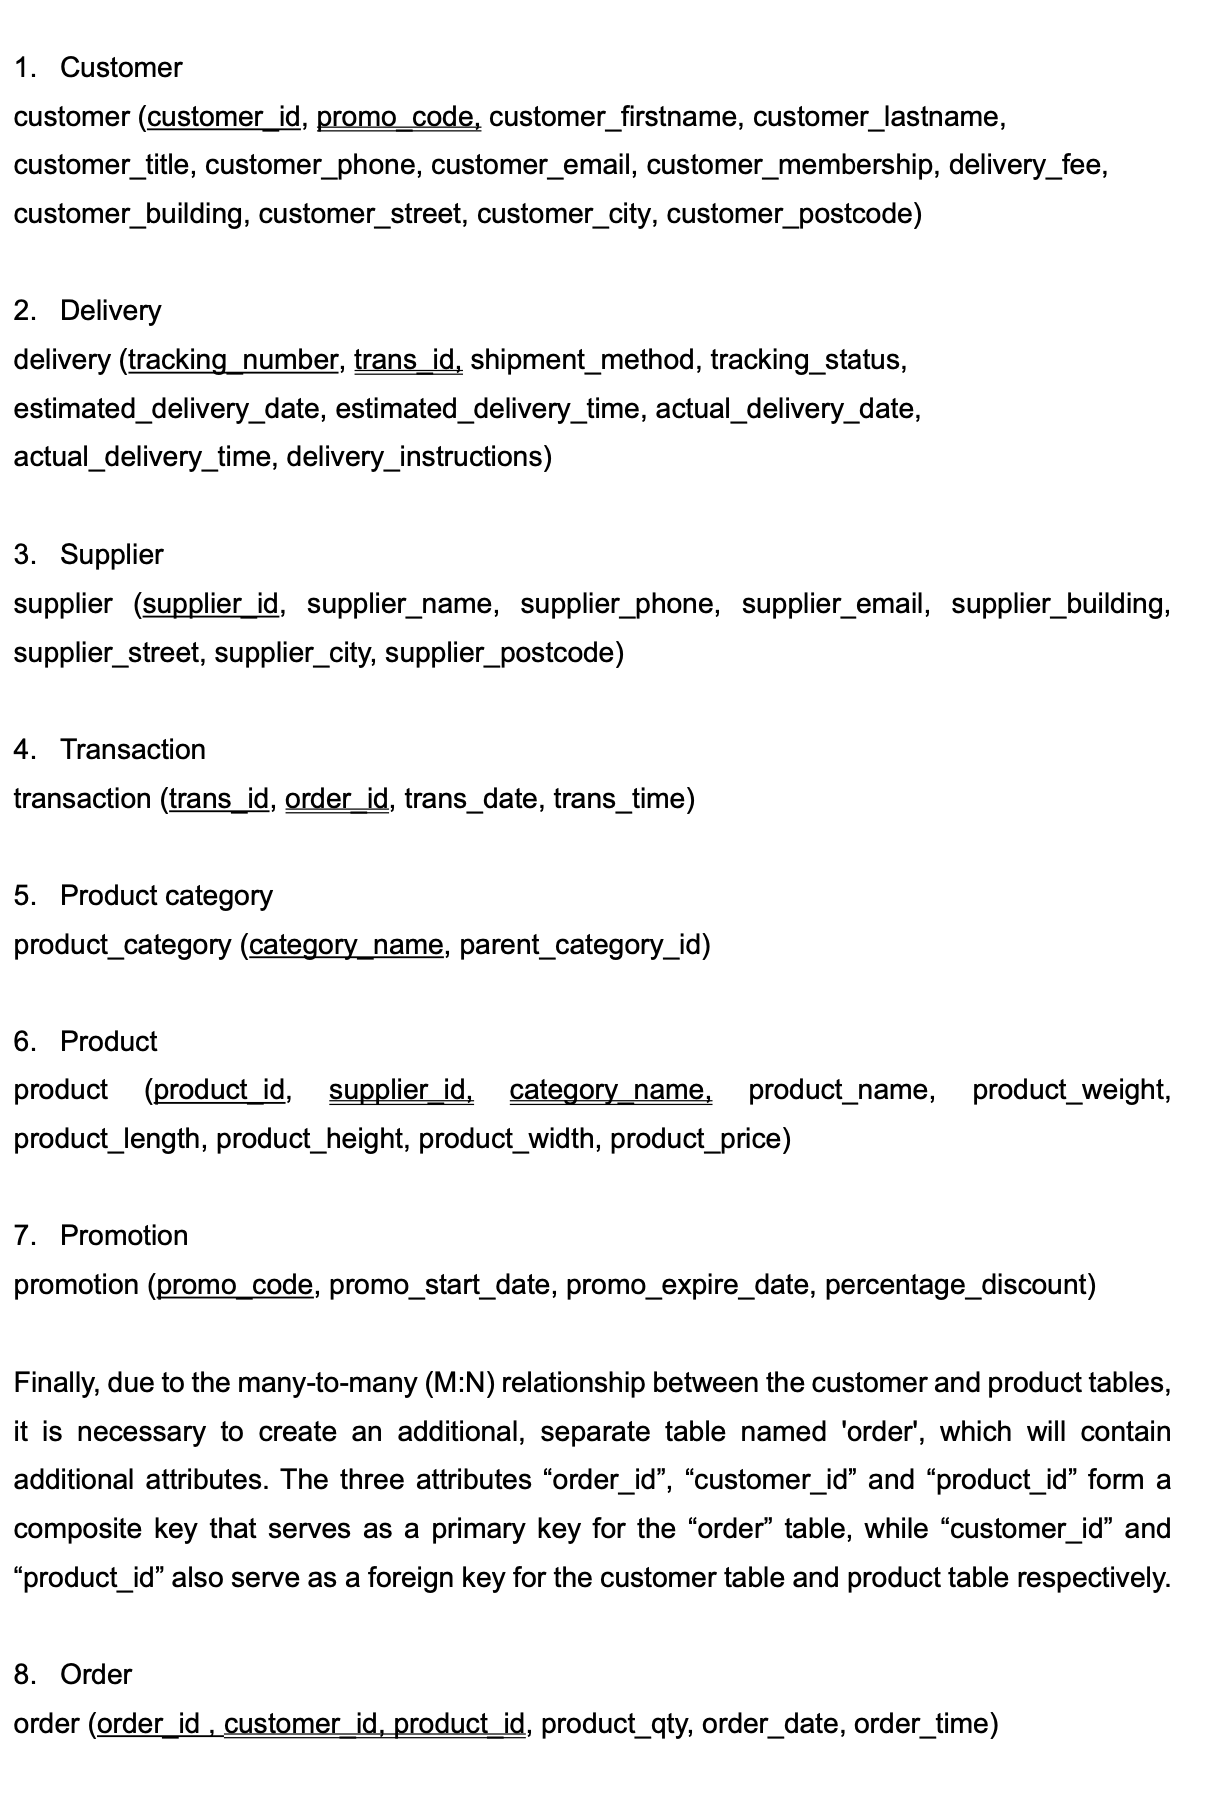 1. Customer
customer (customer_id, promo_code, customer_firstname, customer_lastname,
customer_title, customer_phone, customer_email, customer_membership, delivery_fee,
customer_building, customer_street, customer_city, customer_postcode)
2. Delivery
delivery (tracking_number, trans_id, shipment_method, tracking_status,
estimated_delivery_date, estimated_delivery_time, actual_delivery_date,
actual_delivery_time, delivery_instructions)
3. Supplier
supplier (supplier_id, supplier_name, supplier_phone, supplier_email, supplier_building,
supplier_street, supplier_city, supplier_postcode)
4. Transaction
transaction (trans_id, order_id, trans_date, trans_time)
5. Product category
product_category (category_name, parent_category_id)
6. Product
product (product_id, supplier_id, category_name, product_name, product_weight,
product_length, product_height, product_width, product_price)
7. Promotion
promotion (promo_code, promo_start_date, promo_expire_date, percentage_discount)
Finally, due to the many-to-many (M:N) relationship between the customer and product tables,
it is necessary to create an additional, separate table named 'order', which will contain
additional attributes. The three attributes “order_id”, “customer_id” and “product_id” form a
composite key that serves as a primary key for the “order” table, while “customer_id” and
“product_id” also serve as a foreign key for the customer table and product table respectively.
8. Order
order (order_id , customer_id, product_id, product_qty, order_date, order_time)